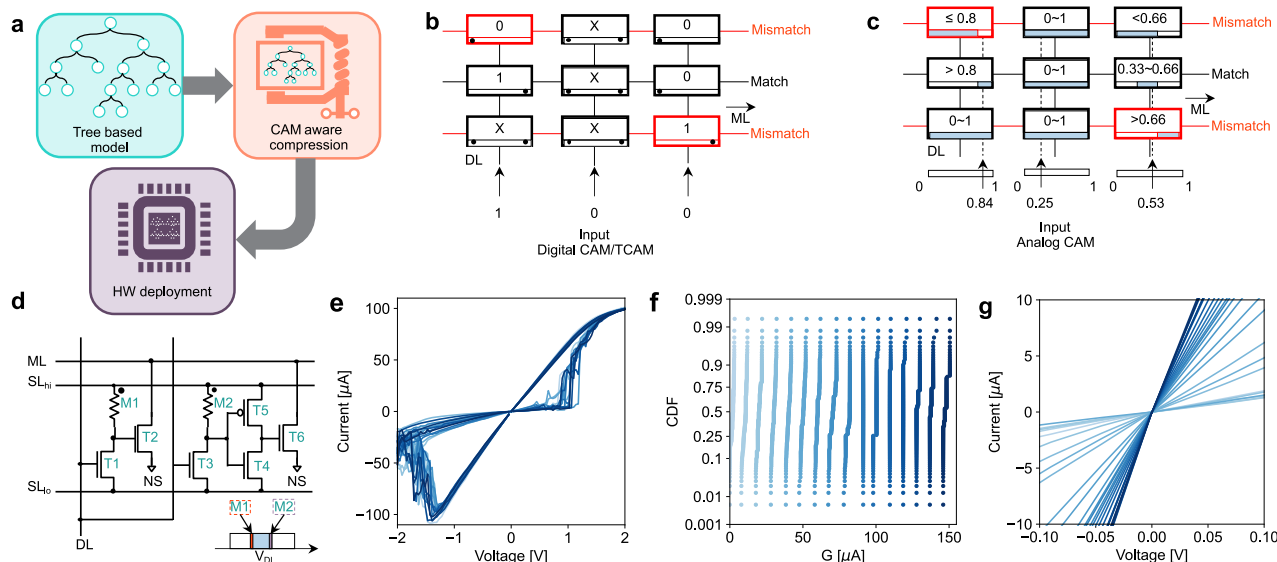 a
Tree based
model
CAM aware
compression
HW deployment
b
0
X
0
Mismatch
1
X
0
Match
ML
X
X
1
Mismatch
DL
1
0
0
Input
Digital CAM/TCAM
c
≤ 0.8
0~1
<0.66
Mismatch
> 0.8
0~1
0.33~0.66
Match
ML
0~1
0~1
>0.66
Mismatch
DL
0 1
0 1
0 1
0.84
0.25
0.53
Input
Analog CAM
d
ML
SLhi
M1
M2
T5
T2
T6
T1
T3
T4
NS
NS
SLlo
M1
M2
DL
VDL
e
100
50
0
−50
−100
−2 −1 0 1 2
Current [μA]
Voltage [V]
f
0.999
0.99
0.9
0.75
0.5
0.25
0.1
0.01
0.001
0 50 100 150
CDF
G [μA]
g
10
5
0
−5
−10
−0.10 −0.05 0.00 0.05 0.10
Current [μA]
Voltage [V]